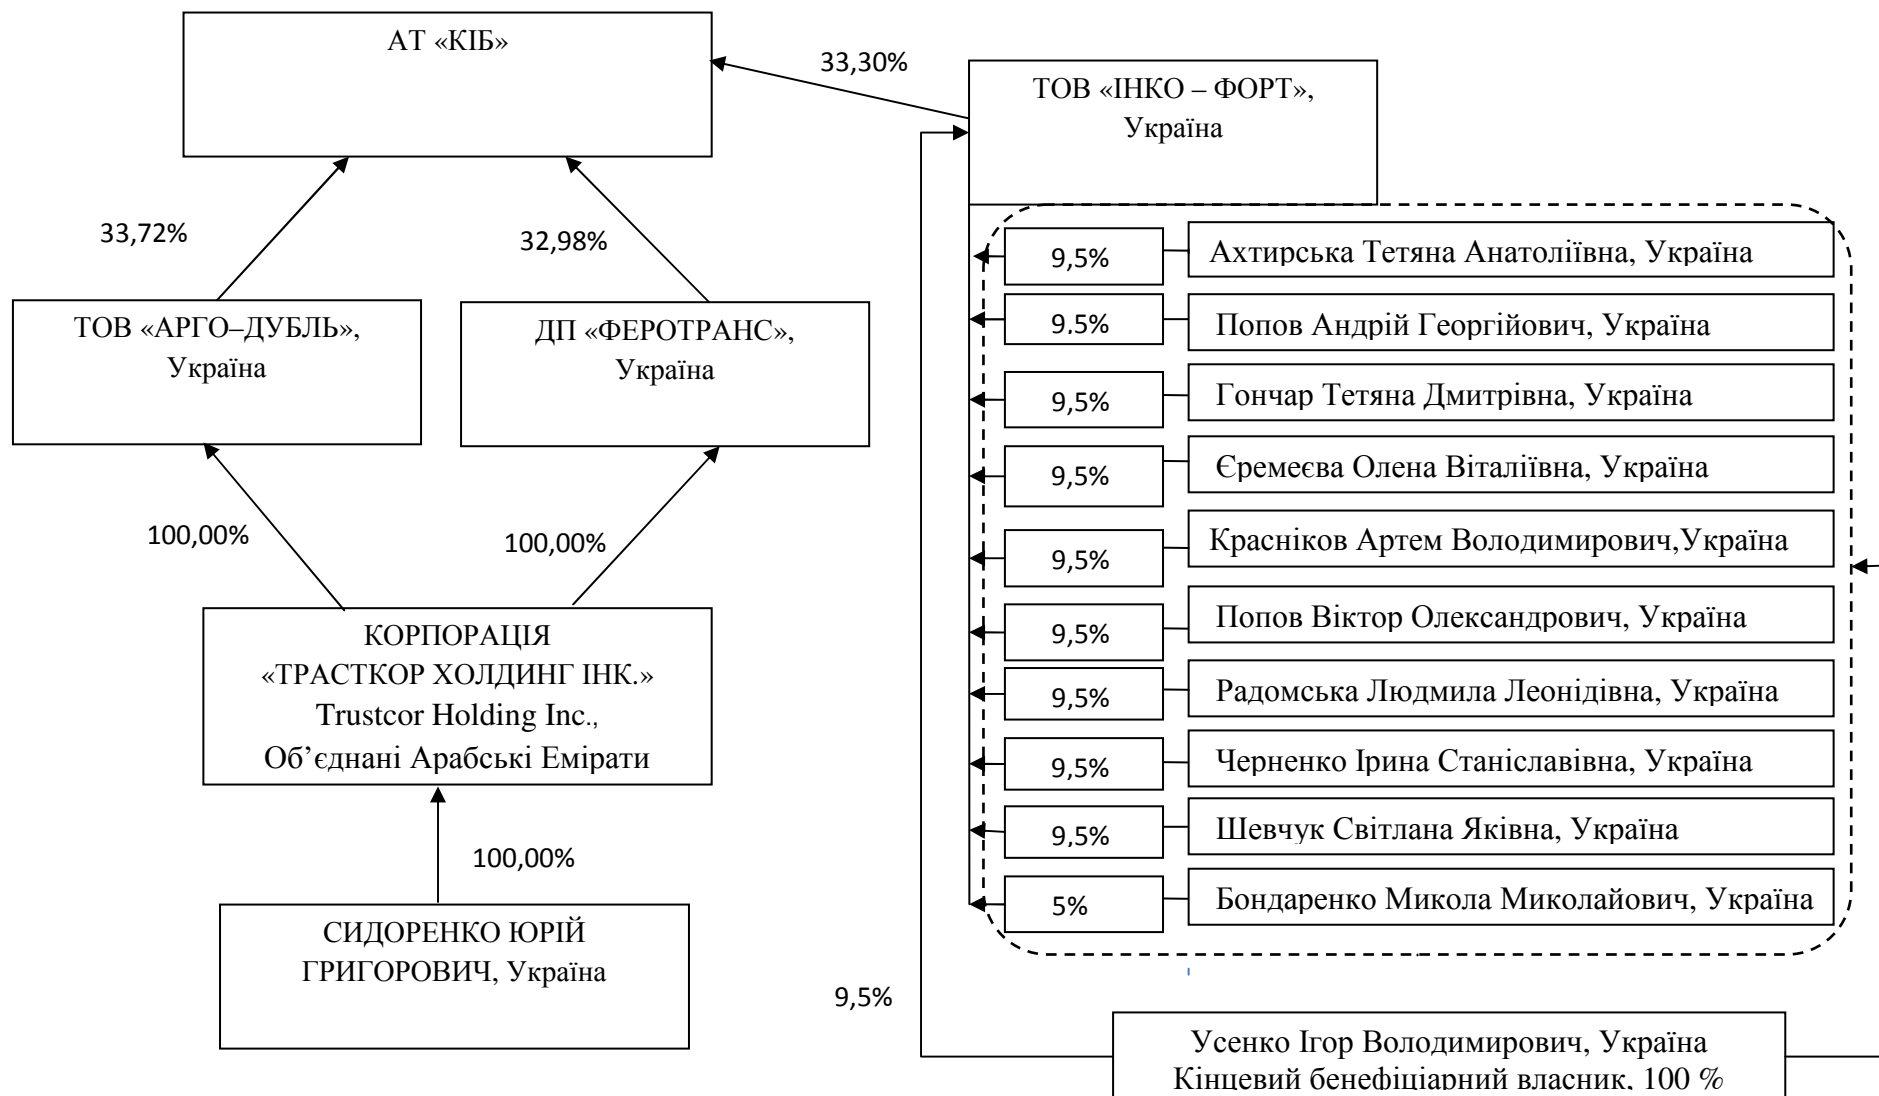 АТ «КІБ»
33,30%
ТОВ «ІНКО – ФОРТ»,
Україна
33,72%
32,98%
ТОВ «АРГО–ДУБЛЬ»,
Україна
ДП «ФЕРОТРАНС»,
Україна
100,00%
100,00%
КОРПОРАЦІЯ
«ТРАСТКОР ХОЛДИНГ ІНК.»
Trustcor Holding Inc.,
Об’єднані Арабські Емірати
100,00%
СИДОРЕНКО ЮРІЙ
ГРИГОРОВИЧ, Україна
9,5% Ахтирська Тетяна Анатоліївна, Україна
9,5% Попов Андрій Георгійович, Україна
9,5% Гончар Тетяна Дмитрівна, Україна
9,5% Єремеєва Олена Віталіївна, Україна
9,5% Красніков Артем Володимирович,Україна
9,5% Попов Віктор Олександрович, Україна
9,5% Радомська Людмила Леонідівна, Україна
9,5% Черненко Ірина Станіславівна, Україна
9,5% Шевчук Світлана Яківна, Україна
5% Бондаренко Микола Миколайович, Україна
9,5%
Усенко Ігор Володимирович, Україна
Кінцевий бенефіціарний власник, 100 %